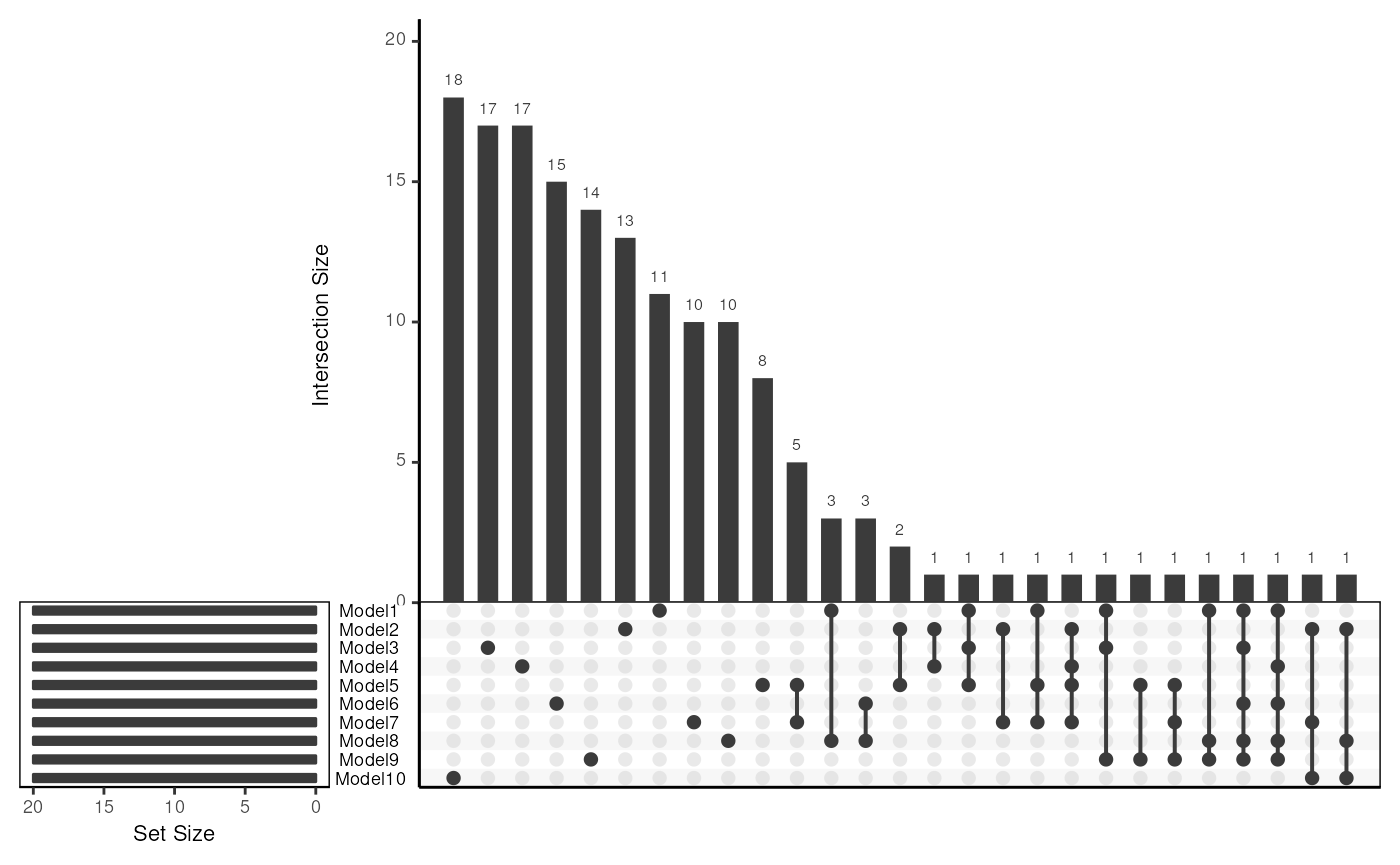 20
18
17 17
15
15
14
13
11
10
10 10
8
5
5
3 3
2
1 1 1 1 1 1 1 1 1 1 1 1 1
0
Intersection Size
Model1
Model2
Model3
Model4
Model5
Model6
Model7
Model8
Model9
Model10
20 15 10 5 0
Set Size